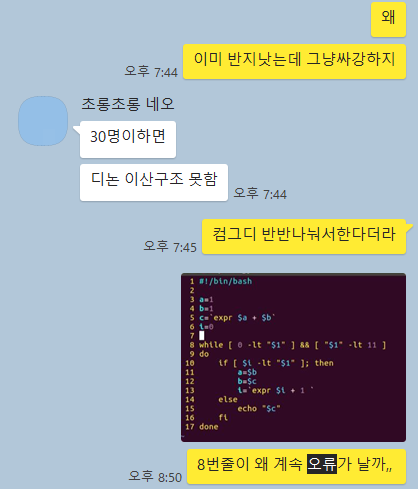 왜
이미 반지낫는데 그냥싸강하지
오후 7:44
초롱초롱 네오
30명이하면
디논 이산구조 못함
오후 7:44
컴그디 반반나눠서한다더라
오후 7:45
1 #!/bin/bash
2
3 a=1
4 b=1
5 c=`expr $a + $b`
6 i=0
7
8 while [ 0 -lt "$1" ] && [ "$1" -lt 11 ]
9 do
10 if [ $i -lt "$1" ]; then
11 a=$b
12 b=$c
13 i=`expr $i + 1 `
14 else
15 echo "$c"
16 fi
17 done
8번줄이 왜 계속 오류가 날까,,
오후 8:50